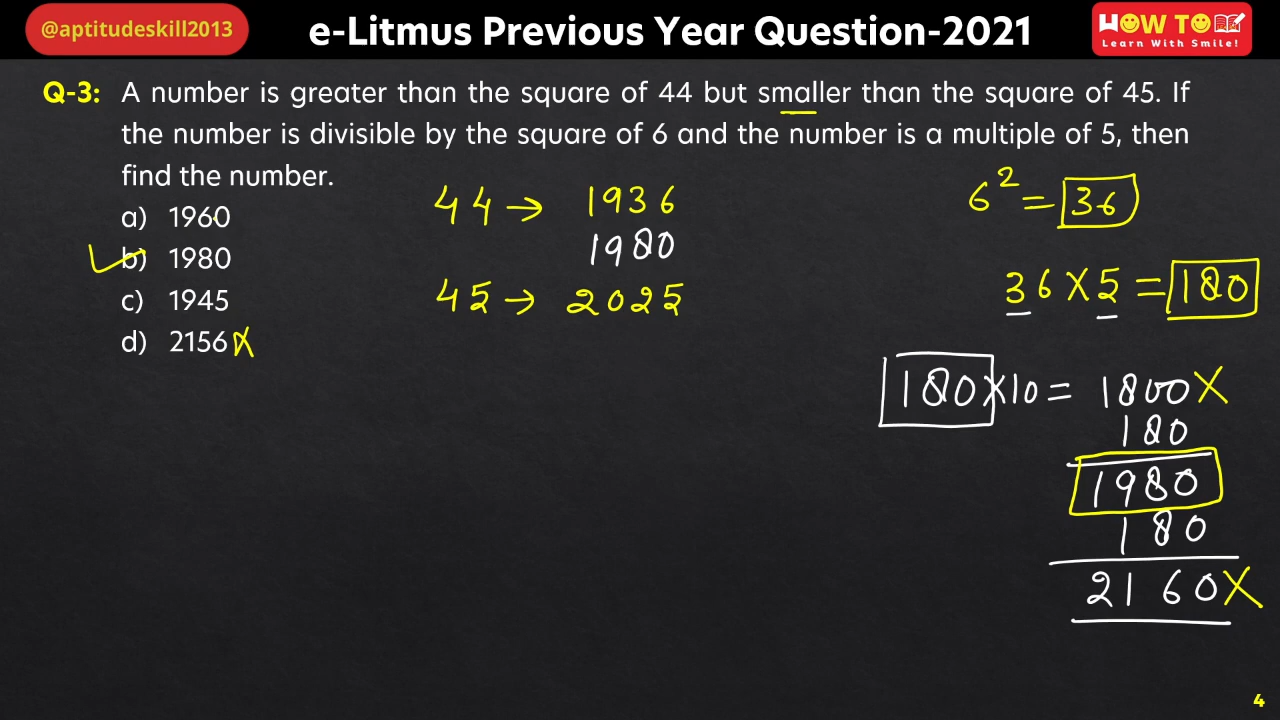 @aptitudeskill2013
e-Litmus Previous Year Question-2021
HOW TO
Learn With Smile!
Q-3: A number is greater than the square of 44 but smaller than the square of 45. If
the number is divisible by the square of 6 and the number is a multiple of 5, then
find the number.
a) 1960
b) 1980
c) 1945
d) 2156 X
44 → 1936
1980
45 → 2025
6² = 36
36 X 5 = 180
180 X 10 = 1800 X
180
1980
180
2160 X
4